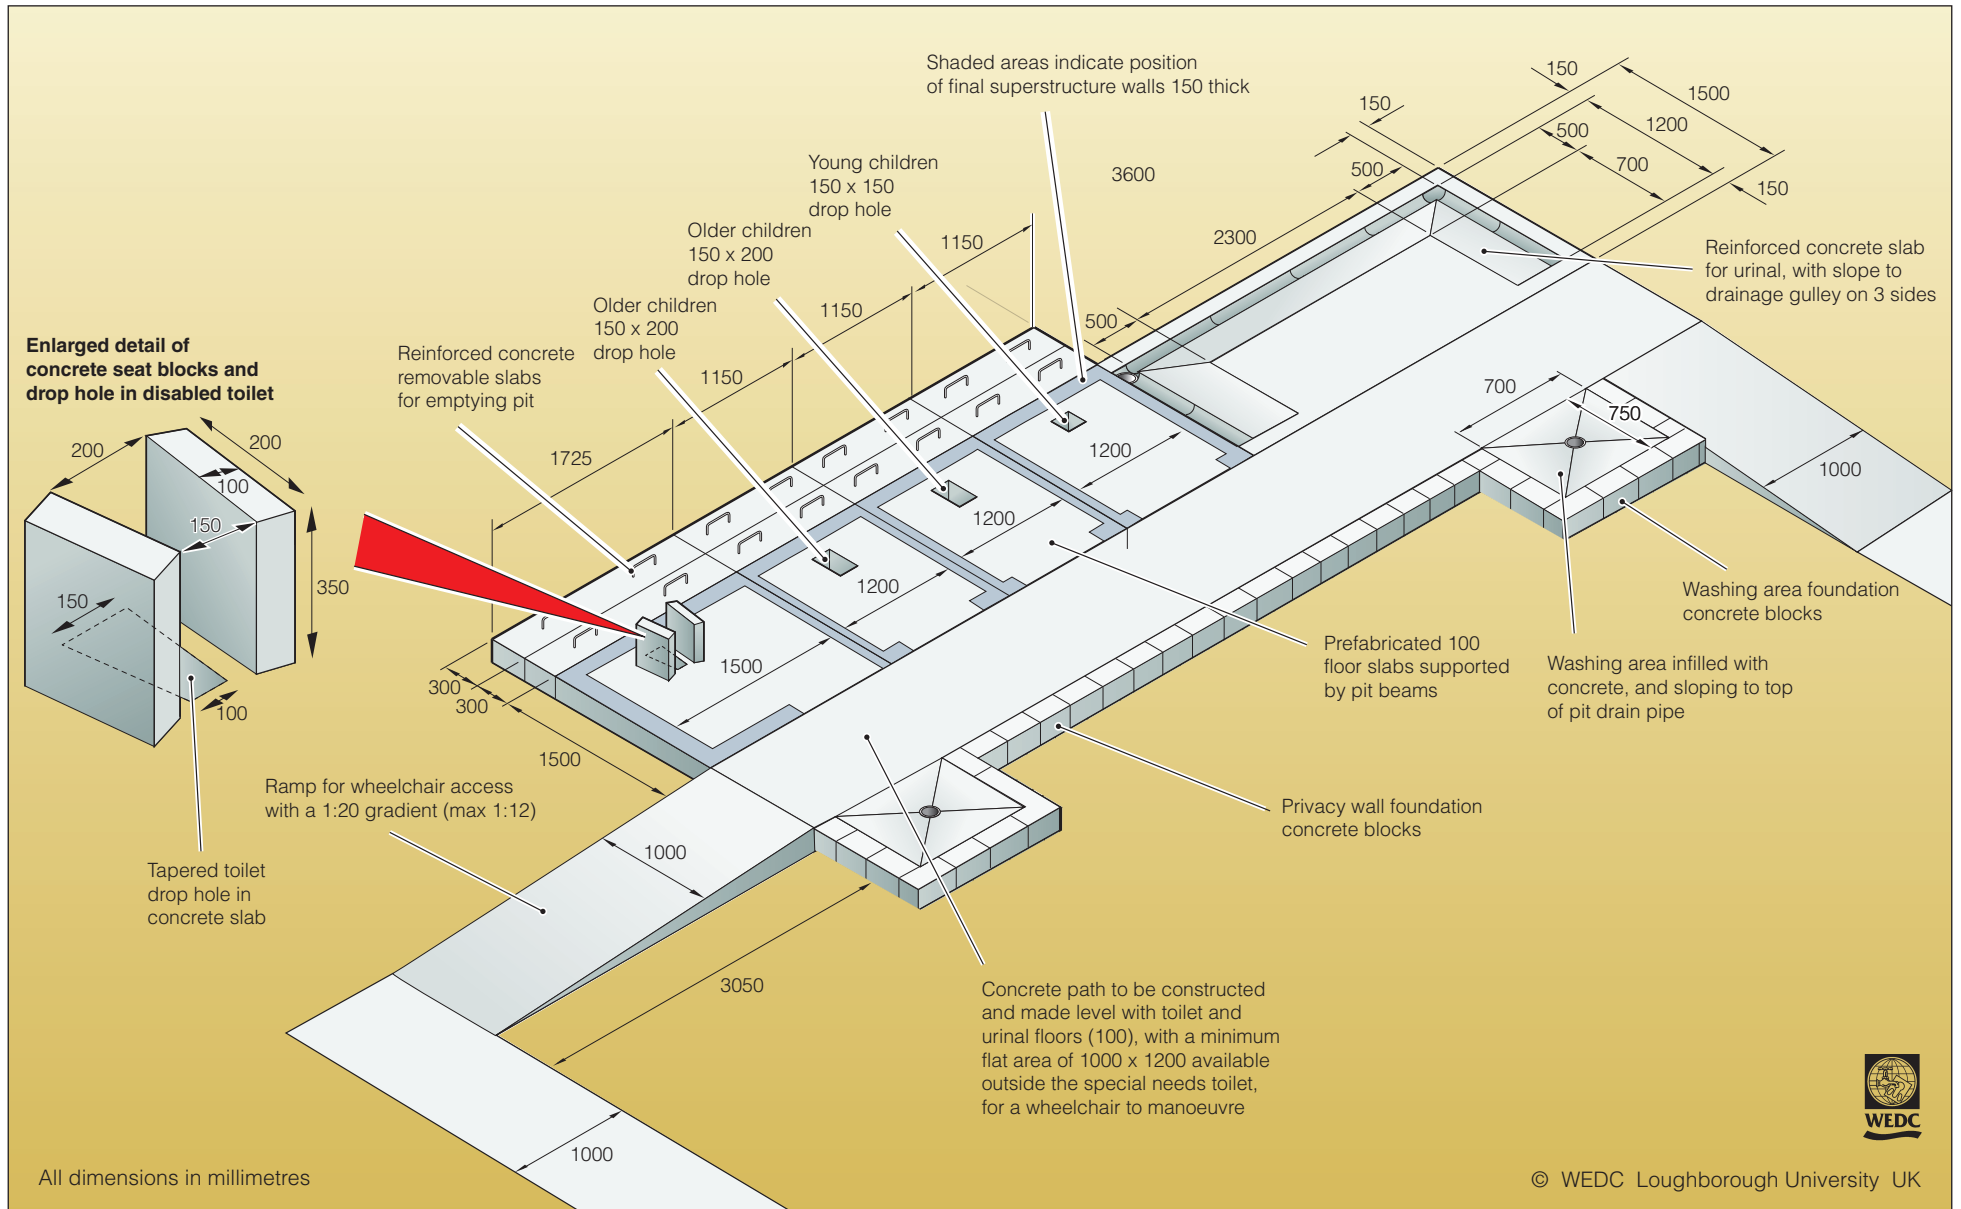 Shaded areas indicate position
of final superstructure walls 150 thick
150
1500
150
1200
500
700
150
Young children
150 x 150
drop hole
3600
500
2300
Older children
150 x 200
drop hole
1150
Reinforced concrete slab
for urinal, with slope to
drainage gulley on 3 sides
Older children
150 x 200
drop hole
1150
500
Enlarged detail of
concrete seat blocks and
drop hole in disabled toilet
Reinforced concrete
removable slabs
for emptying pit
1150
1725
700
750
200
200
100
150
350
150
100
1200
1200
1200
1500
1000
300
300
1500
Washing area foundation
concrete blocks
Prefabricated 100
floor slabs supported
by pit beams
Washing area infilled with
concrete, and sloping to top
of pit drain pipe
Ramp for wheelchair access
with a 1:20 gradient (max 1:12)
Privacy wall foundation
concrete blocks
1000
Tapered toilet
drop hole in
concrete slab
3050
Concrete path to be constructed
and made level with toilet and
urinal floors (100), with a minimum
flat area of 1000 x 1200 available
outside the special needs toilet,
for a wheelchair to manoeuvre
1000
WEDC
All dimensions in millimetres
© WEDC Loughborough University UK